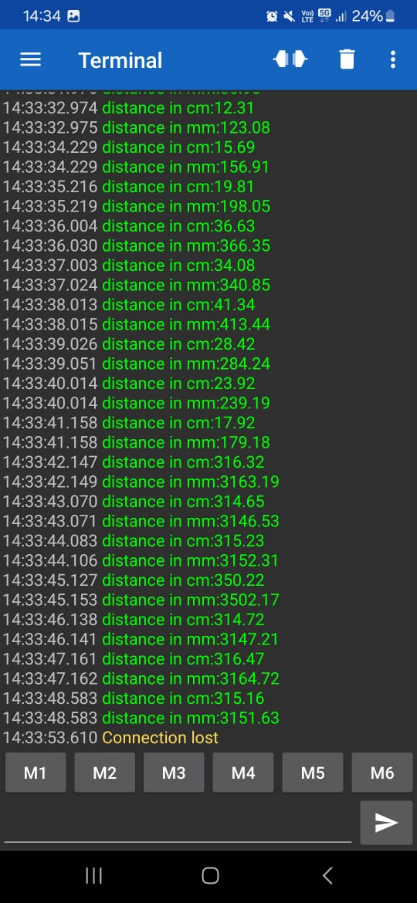 14:34
Vo) 5G
LTE 24%
Terminal
14:33:32.974 distance in cm:12.31
14:33:32.975 distance in mm:123.08
14:33:34.229 distance in cm:15.69
14:33:34.229 distance in mm:156.91
14:33:35.216 distance in cm:19.81
14:33:35.219 distance in mm:198.05
14:33:36.004 distance in cm:36.63
14:33:36.030 distance in mm:366.35
14:33:37.003 distance in cm:34.08
14:33:37.024 distance in mm:340.85
14:33:38.013 distance in cm:41.34
14:33:38.015 distance in mm:413.44
14:33:39.026 distance in cm:28.42
14:33:39.051 distance in mm:284.24
14:33:40.014 distance in cm:23.92
14:33:40.014 distance in mm:239.19
14:33:41.158 distance in cm:17.92
14:33:41.158 distance in mm:179.18
14:33:42.147 distance in cm:316.32
14:33:42.149 distance in mm:3163.19
14:33:43.070 distance in cm:314.65
14:33:43.071 distance in mm:3146.53
14:33:44.083 distance in cm:315.23
14:33:44.106 distance in mm:3152.31
14:33:45.127 distance in cm:350.22
14:33:45.153 distance in mm:3502.17
14:33:46.138 distance in cm:314.72
14:33:46.141 distance in mm:3147.21
14:33:47.161 distance in cm:316.47
14:33:47.162 distance in mm:3164.72
14:33:48.583 distance in cm:315.16
14:33:48.583 distance in mm:3151.63
14:33:53.610 Connection lost
M1 M2 M3 M4 M5 M6